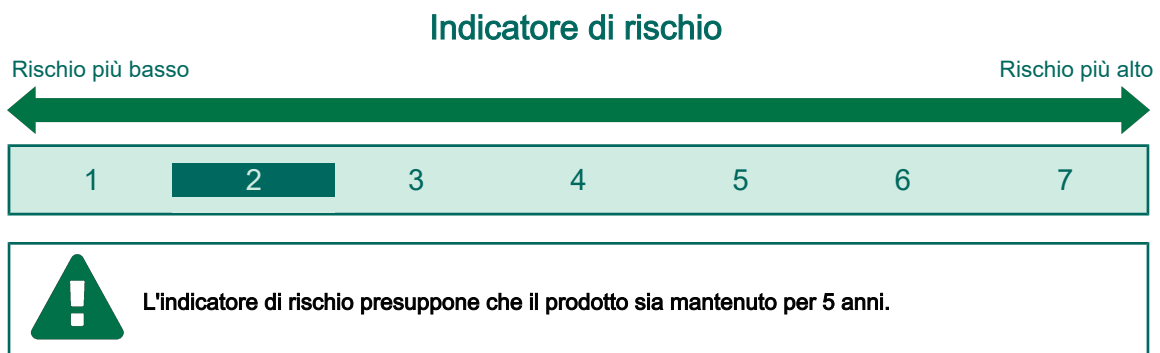 Indicatore di rischio
Rischio più basso
Rischio più alto
1 2 3 4 5 6 7
L'indicatore di rischio presuppone che il prodotto sia mantenuto per 5 anni.